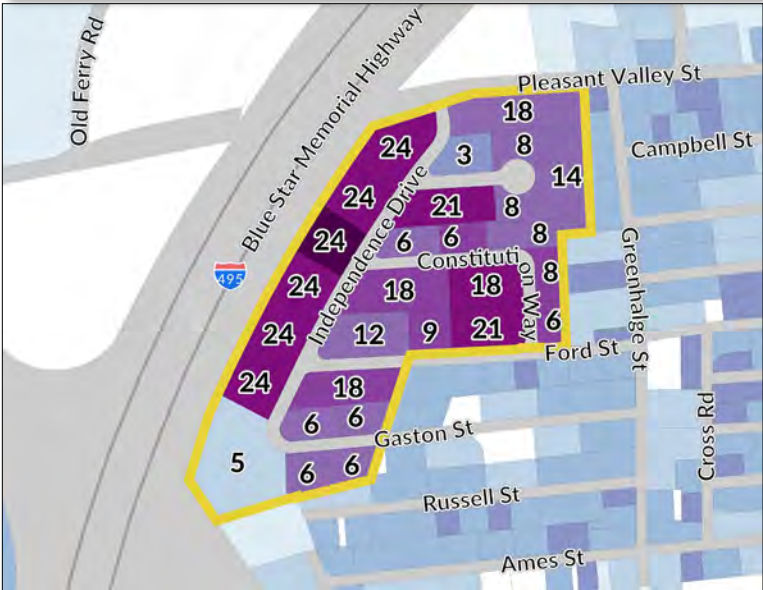 Old Ferry Rd
Blue Star Memorial Highway
Pleasant Valley St
18
24
3
8
Campbell St
14
24
21
8
Independence Drive
24
6
6
8
Constitution Way
495
24
18
18
8
Greenhalge St
24
12
9
21
6
Ford St
24
18
6
6
Gaston St
Cross Rd
5
6
6
Russell St
Ames St